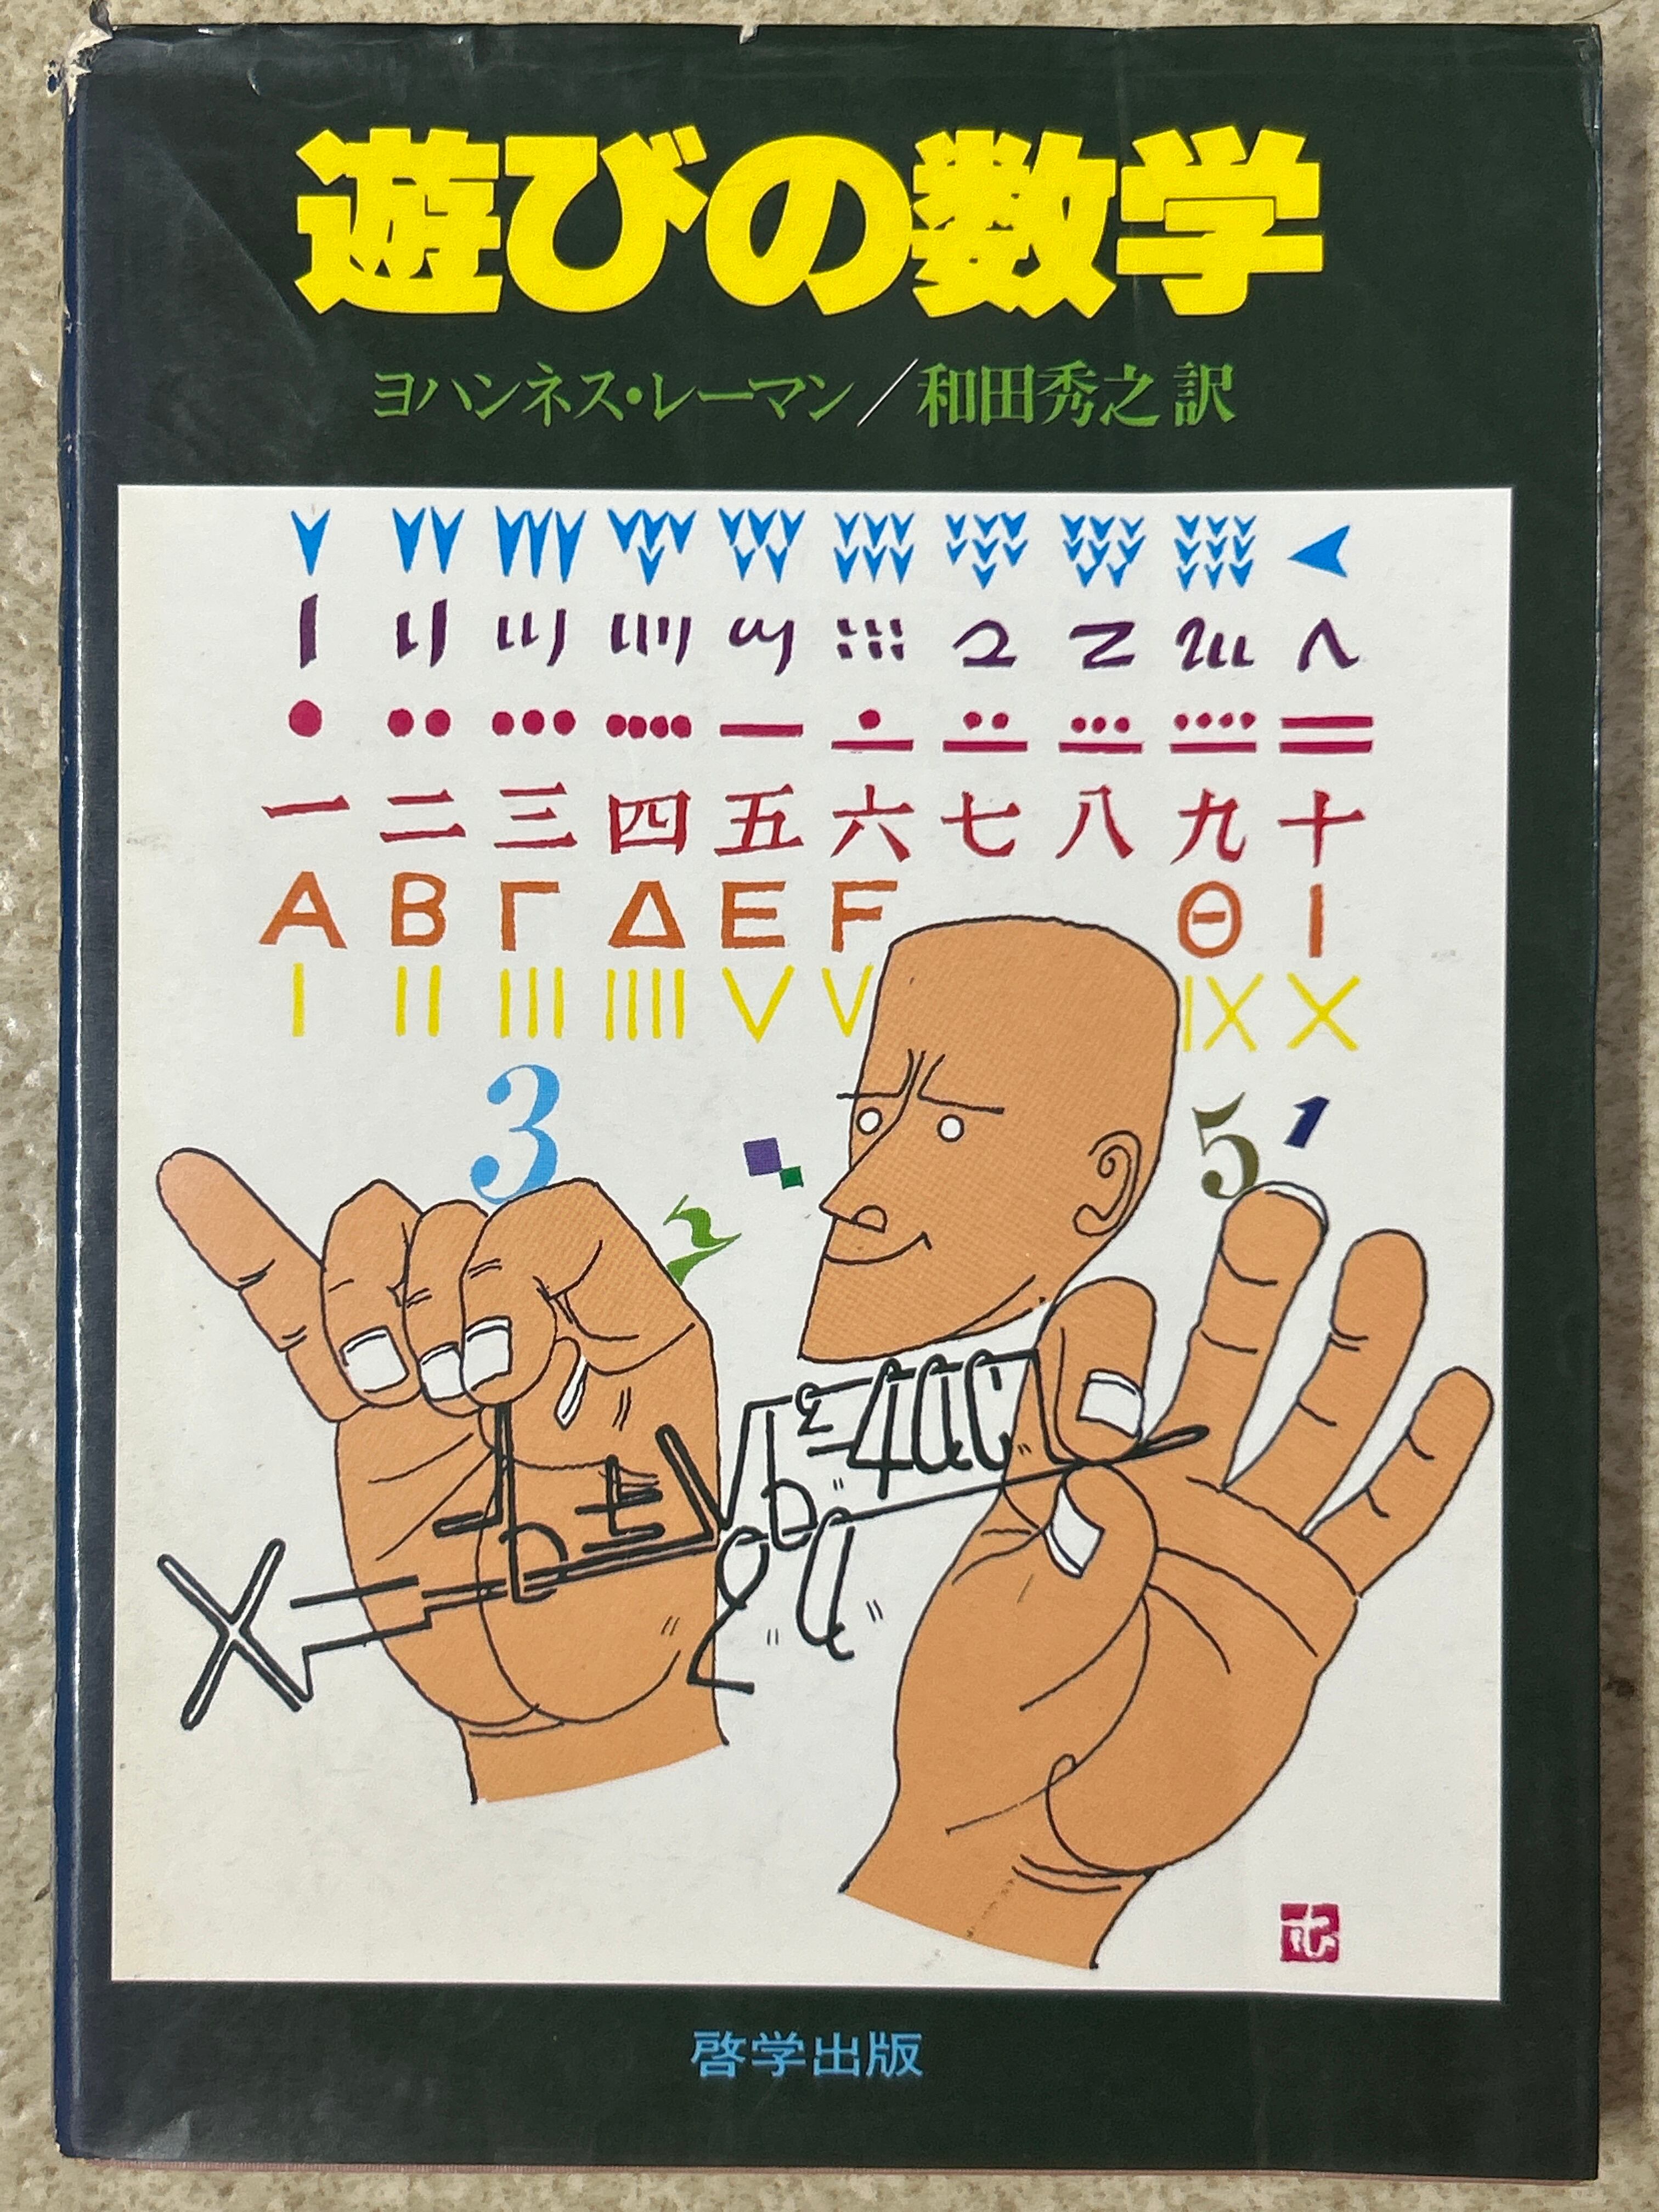 遊びの数学
ヨハンネス・レーマン／和田秀之 訳
一 二 三 四 五 六 七 八 九 十
Α Β Γ Δ Ε F Θ Ι
I II III IIII V V IX X
3 5 1
7
啓学出版